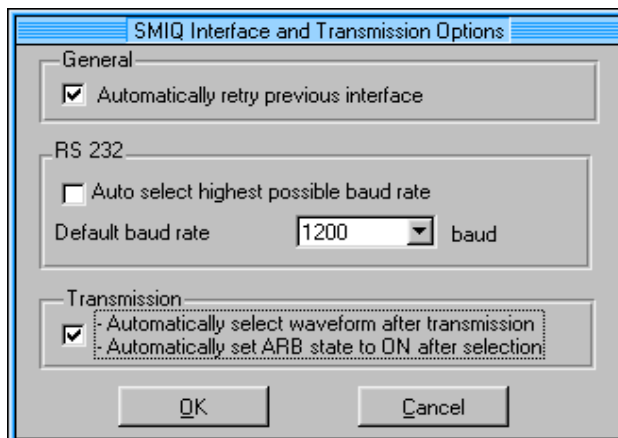 SMIQ Interface and Transmission Options
General
Automatically retry previous interface
RS 232
Auto select highest possible baud rate
Default baud rate 1200 baud
Transmission
- Automatically select waveform after transmission
- Automatically set ARB state to ON after selection
OK Cancel